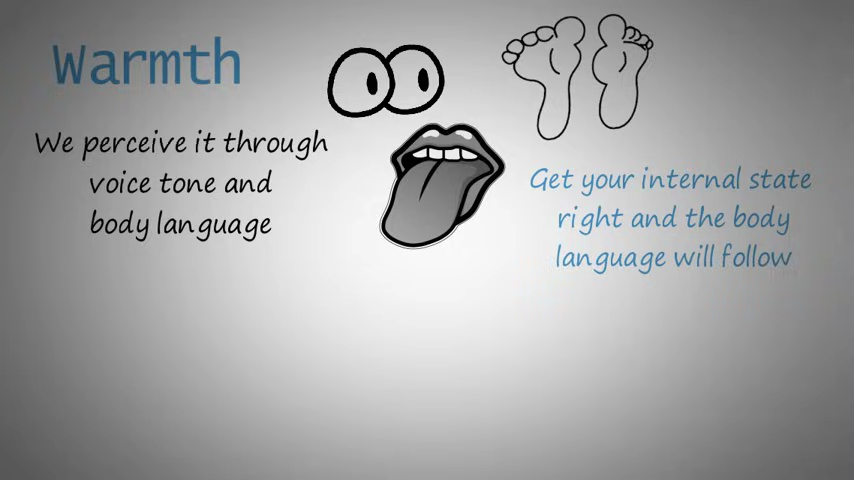 Warmth
We perceive it through
voice tone and
body language
Get your internal state
right and the body
language will follow